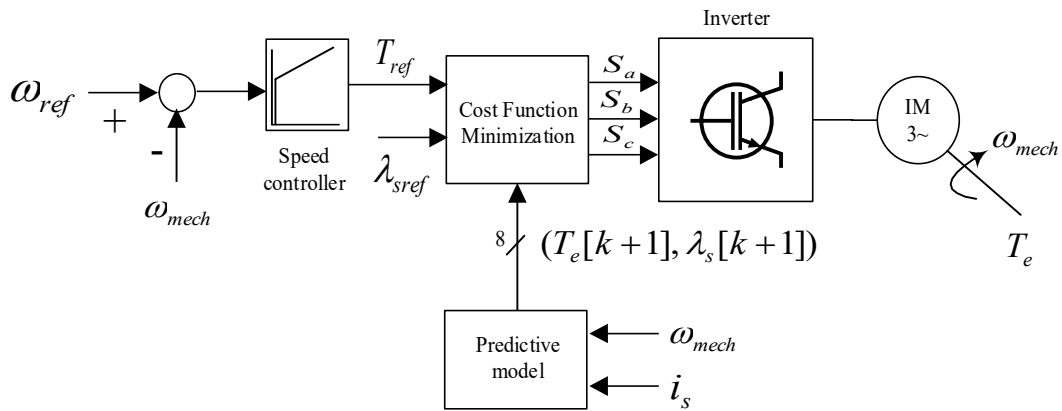 Inverter
ω_ref
+
-
ω_mech
Speed
controller
T_ref
λ_sref
Cost Function
Minimization
S_a
S_b
S_c
IM
3~
ω_mech
T_e
8
(T_e[k+1], λ_s[k+1])
Predictive
model
ω_mech
i_s